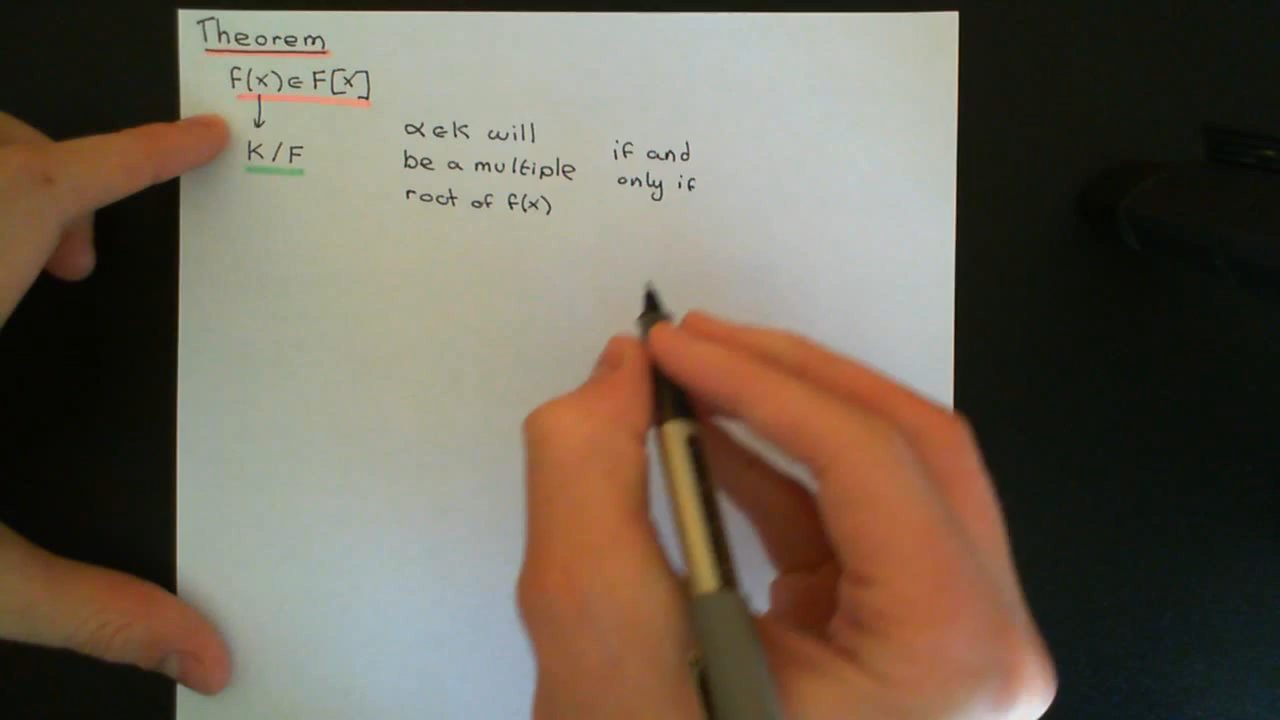 Theorem
f(x) ∈ F[x]
↓
K / F
α ∈ K will
be a multiple
root of f(x)
if and
only if